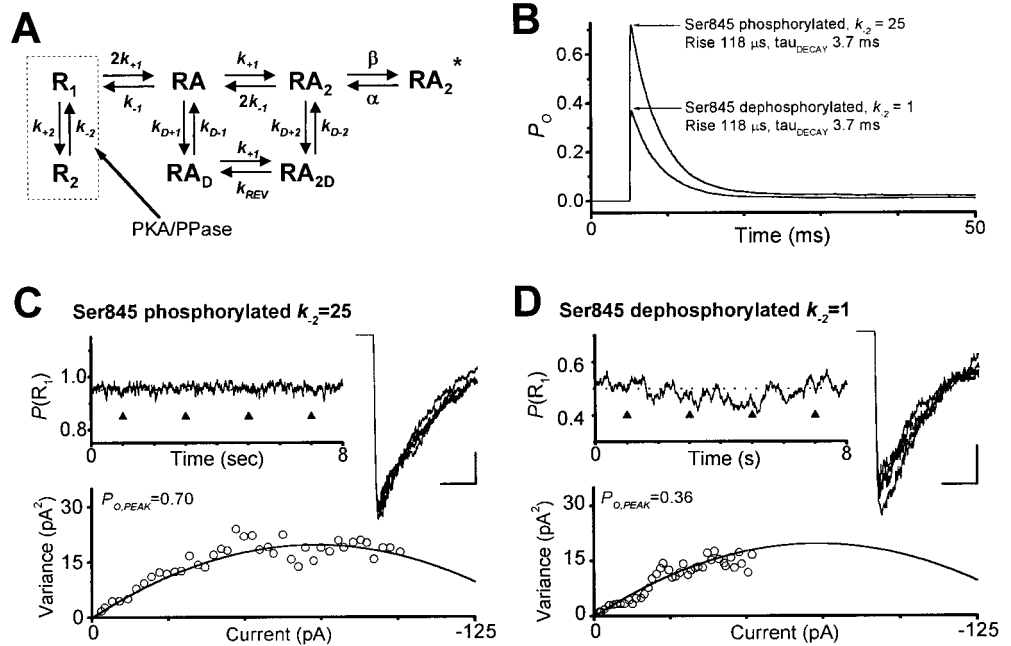 A
R1 2k+1 k-1 RA k+1 2k-1 RA2 β α RA2*
k+2 k-2 kD+1 kD-1 kD+2 kD-2
R2 RAD k+1 kREV RA2D
PKA/PPase
B
Ser845 phosphorylated, k-2 = 25
Rise 118 μs, tauDECAY 3.7 ms
Ser845 dephosphorylated, k-2 = 1
Rise 118 μs, tauDECAY 3.7 ms
PO
0.6
0.4
0.2
0.0
0 50
Time (ms)
C
Ser845 phosphorylated k-2=25
P(R1)
1.0
0.8
0 Time (sec) 8
PO,PEAK=0.70
Variance (pA2)
30
15
0
0 Current (pA) -125
D
Ser845 dephosphorylated k-2=1
P(R1)
0.6
0.4
0 Time (s) 8
PO,PEAK=0.36
Variance (pA2)
30
15
0
0 Current (pA) -125